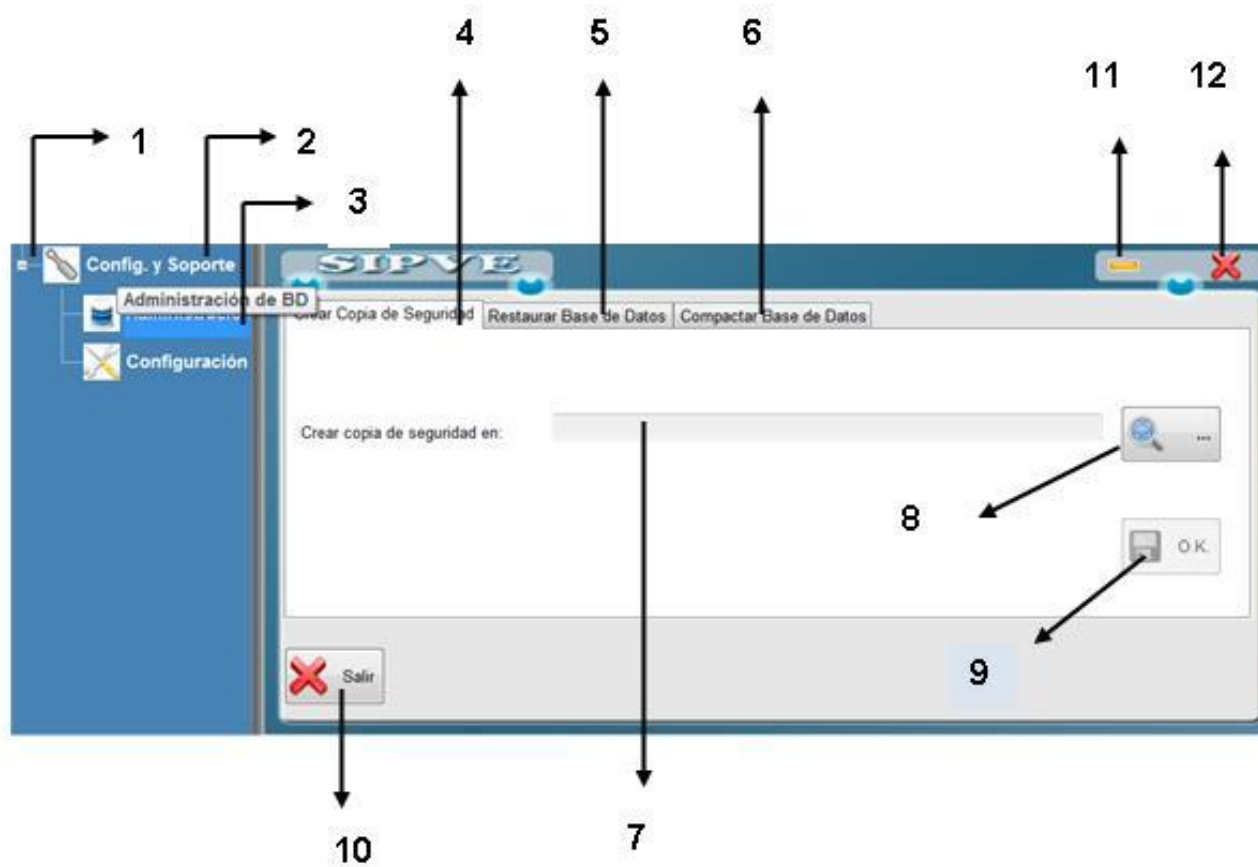 4 5 6
11 12
1 2
3
Config. y Soporte
SIPVE
Administración de BD
Crear Copia de Seguridad Restaurar Base de Datos Compactar Base de Datos
Configuración
Crear copia de seguridad en:
...
8
O K.
9
Salir
7
10